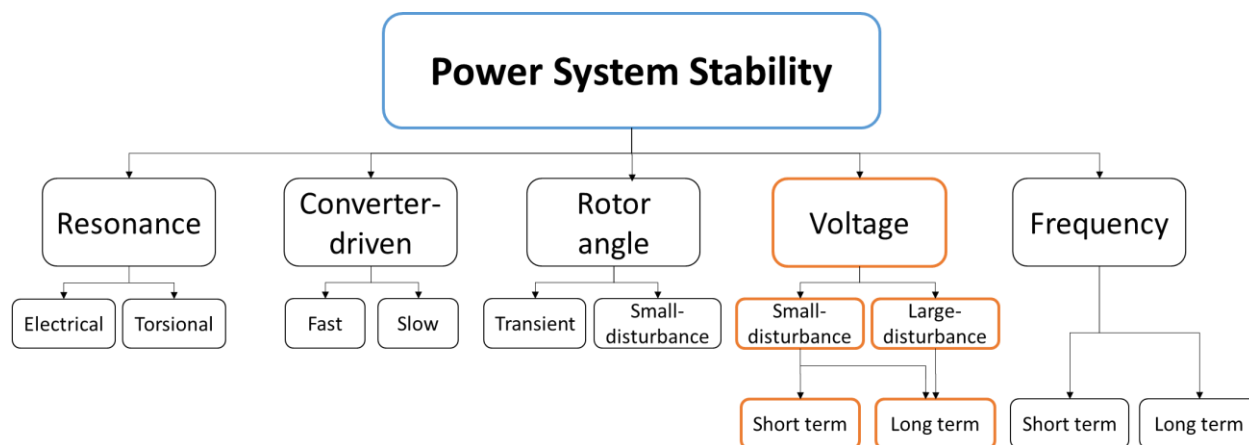 Power System Stability
Resonance
Converter-
driven
Rotor
angle
Voltage
Frequency
Electrical
Torsional
Fast
Slow
Transient
Small-
disturbance
Small-
disturbance
Large-
disturbance
Short term
Long term
Short term
Long term